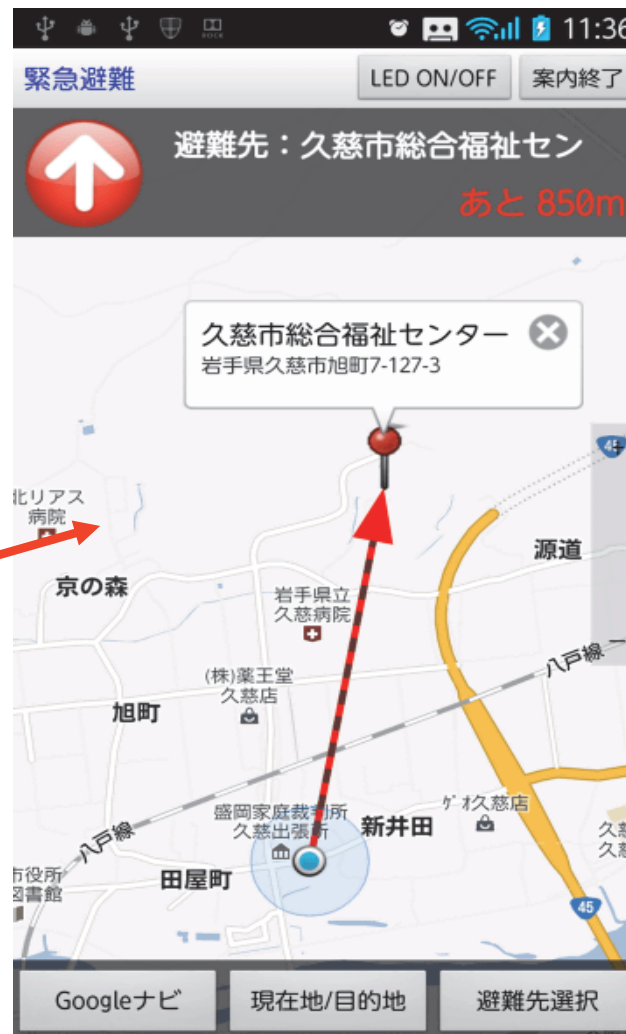 11:36
緊急避難
LED ON/OFF
案内終了
避難先：久慈市総合福祉セン
あと 850m
久慈市総合福祉センター
岩手県久慈市旭町7-127-3
45
北リアス
病院
源道
京の森
岩手県立
久慈病院
八戸線
(株)薬王堂
久慈店
旭町
盛岡家庭裁判所
久慈出張所
新井田
ゲオ久慈店
久慈
久慈
八戸線
市役所
図書館
田屋町
45
Googleナビ
現在地/目的地
避難先選択